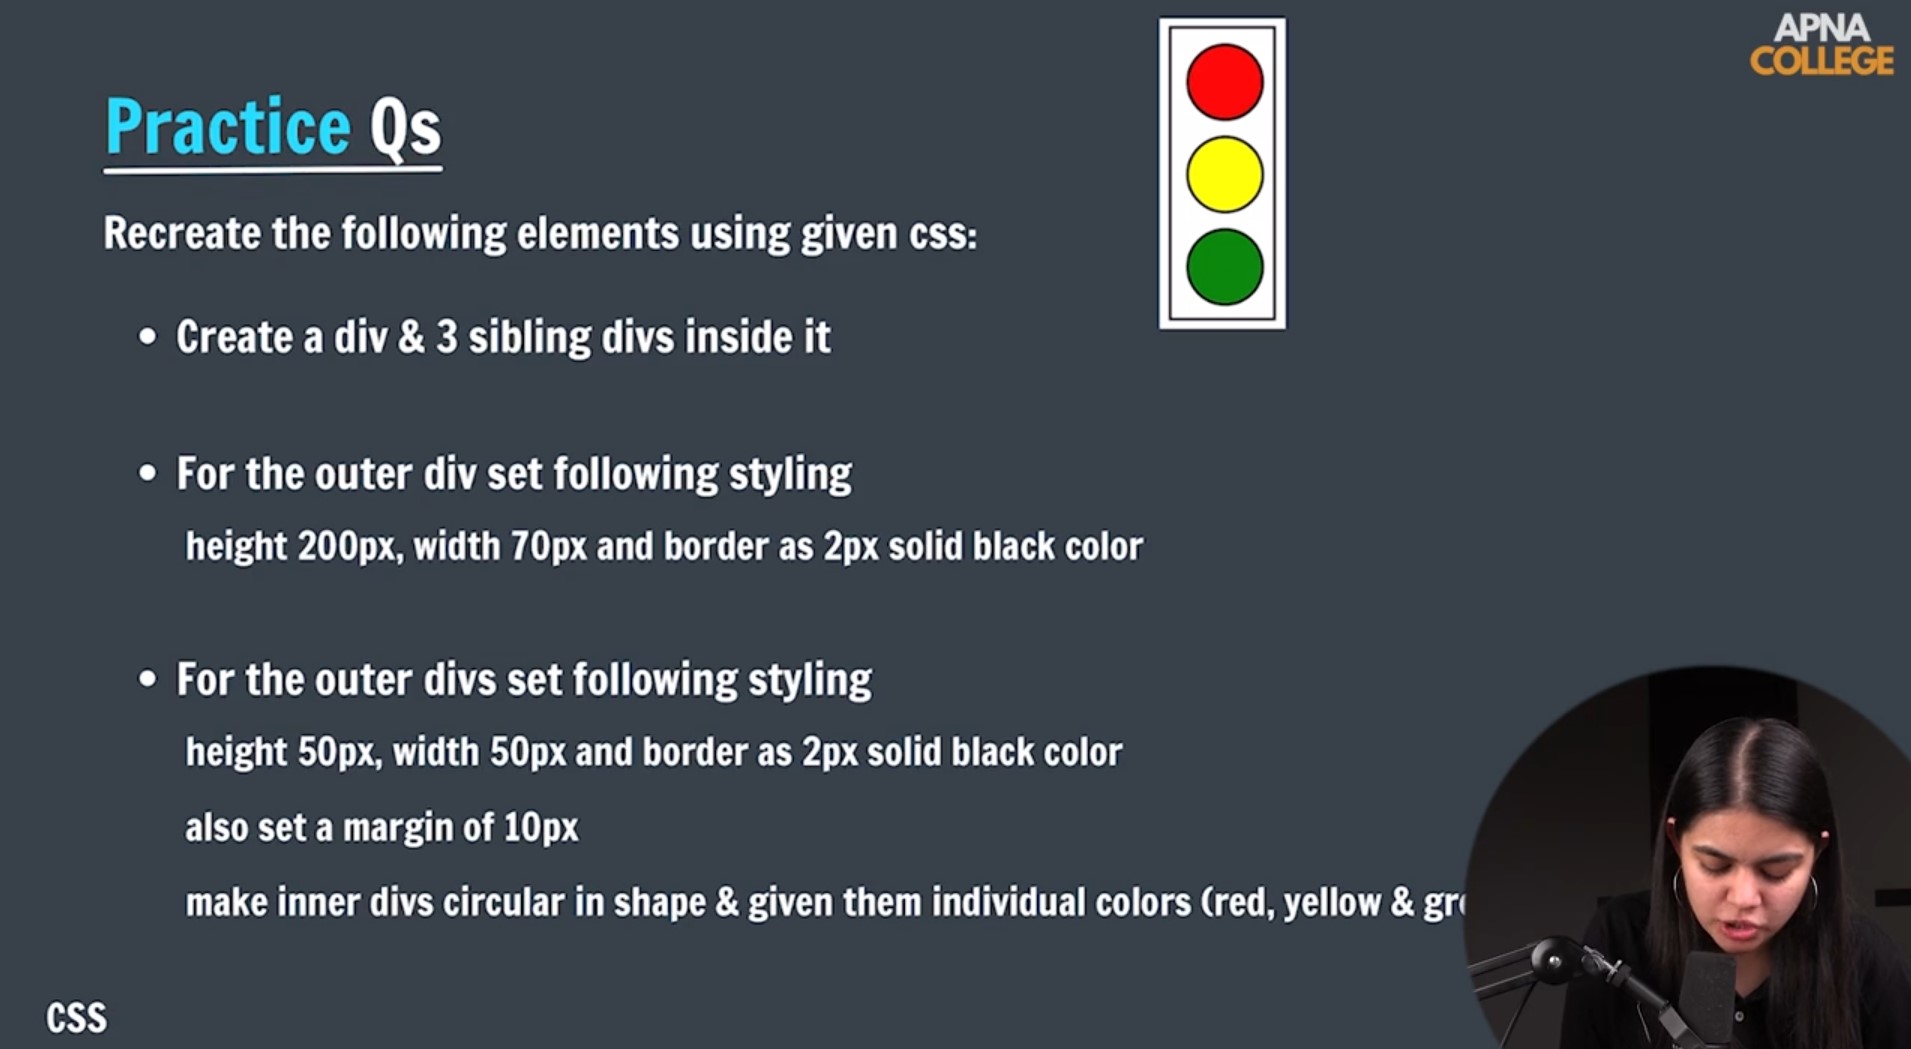 APNA
COLLEGE
Practice Qs
Recreate the following elements using given css:
• Create a div & 3 sibling divs inside it
• For the outer div set following styling
height 200px, width 70px and border as 2px solid black color
• For the outer divs set following styling
height 50px, width 50px and border as 2px solid black color
also set a margin of 10px
make inner divs circular in shape & given them individual colors (red, yellow &
CSS